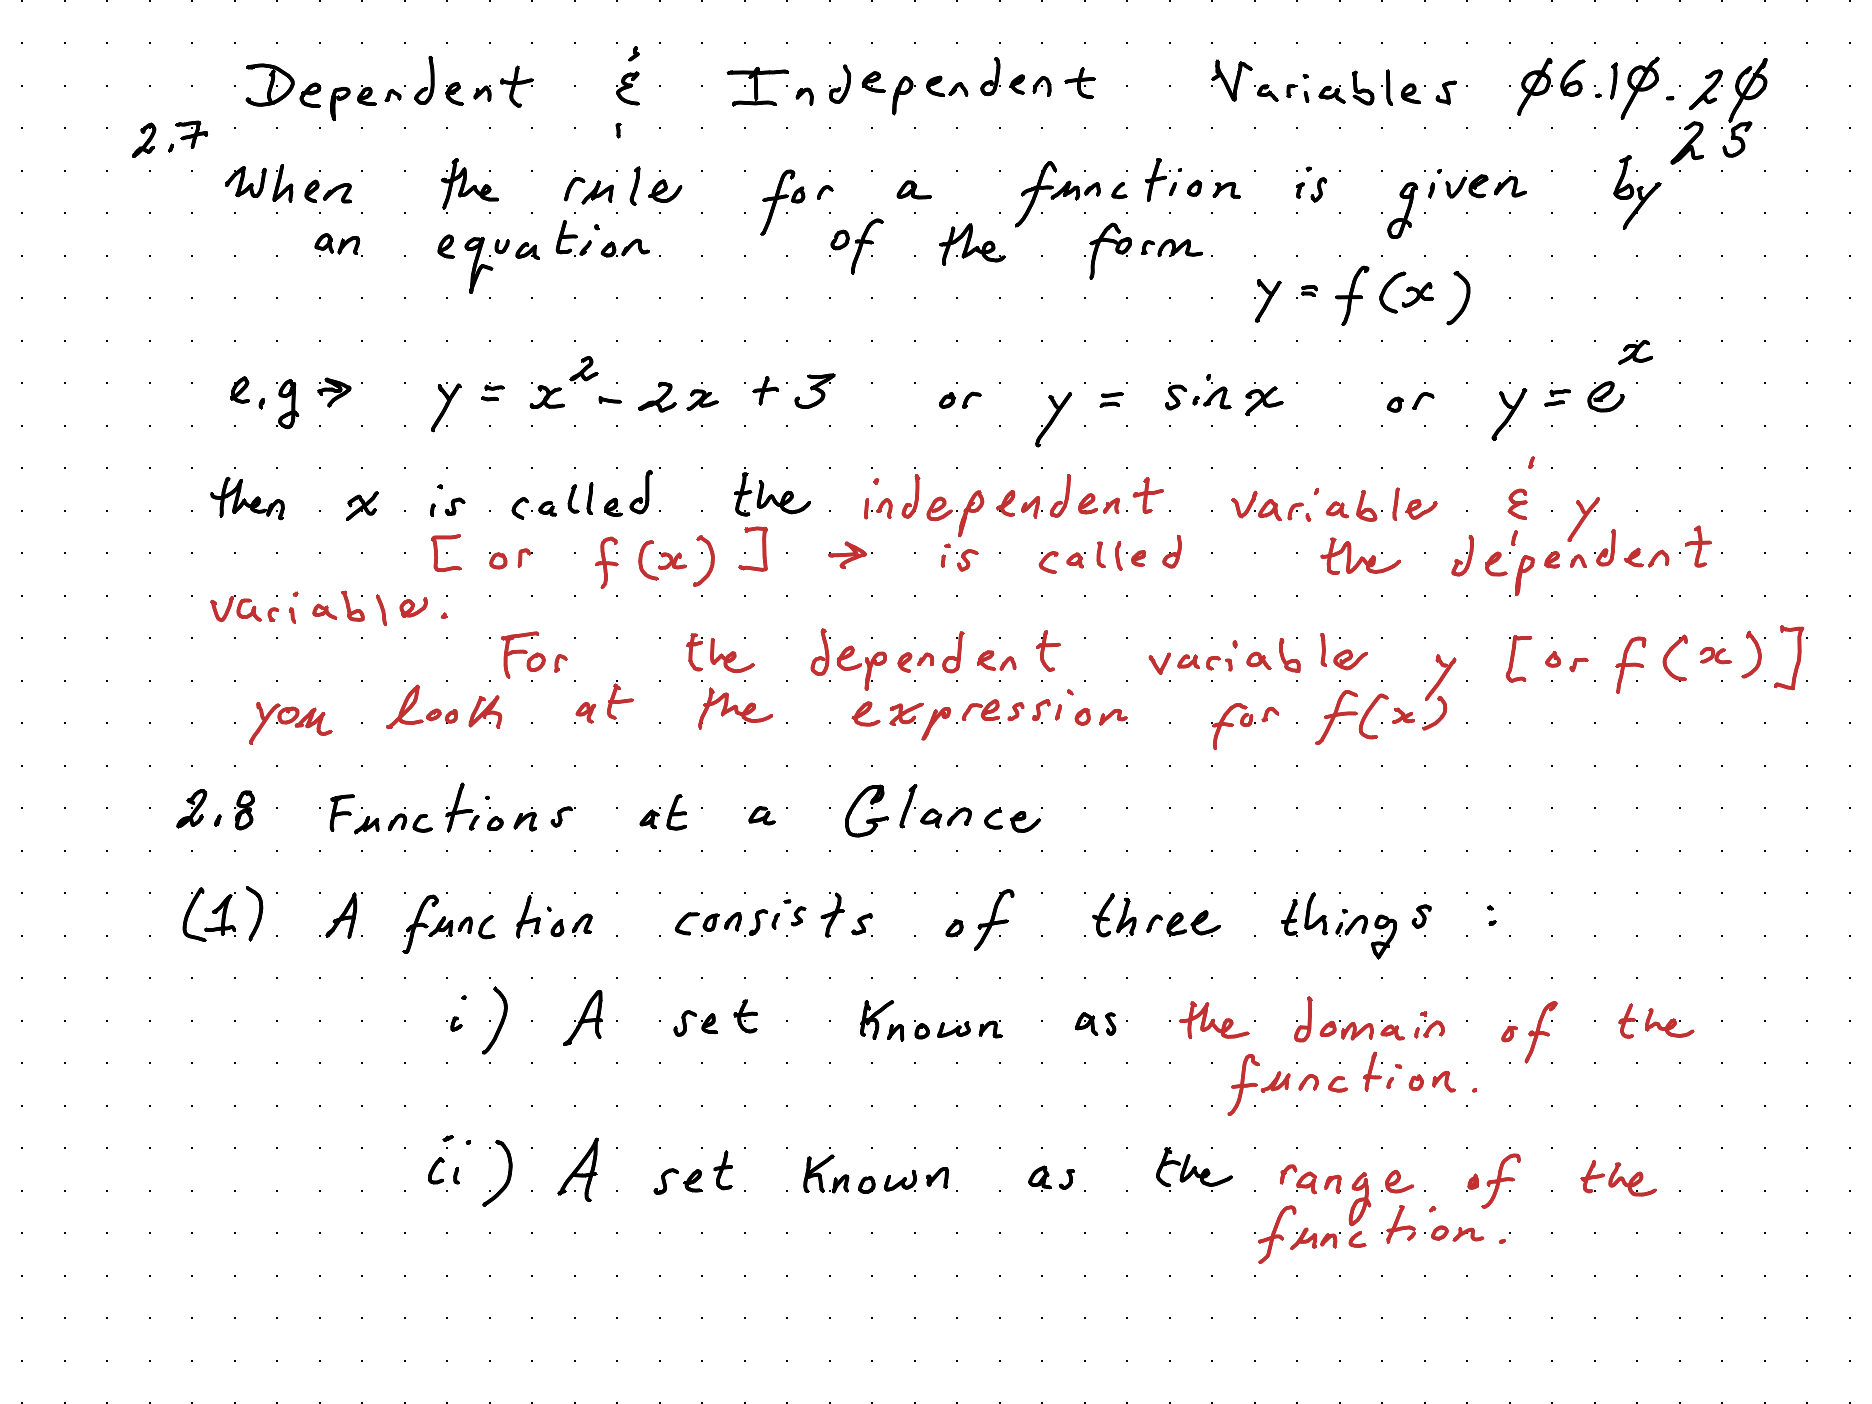 Dependent & Independent Variables 06.10.20
25
2.7
When the rule for a function is given by
an equation of the form
y = f(x)
e.g → y = x² - 2x + 3 or y = sin x or y = eˣ
then x is called the independent variable & y
[or f(x)] → is called the dependent
variable.
For the dependent variable y [or f(x)]
you look at the expression for f(x)
2.8 Functions at a Glance
(1) A function consists of three things :
i) A set known as the domain of the
function.
ii) A set known as the range of the
function.